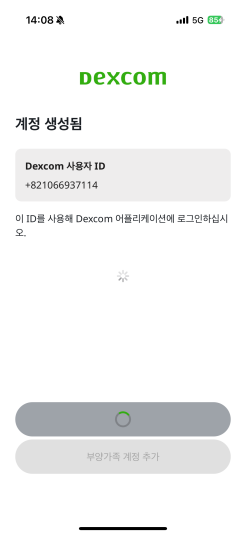 14:08
5G
85
Dexcom
계정 생성됨
Dexcom 사용자 ID
+821066937114
이 ID를 사용해 Dexcom 어플리케이션에 로그인하십시
오.
부양가족 계정 추가